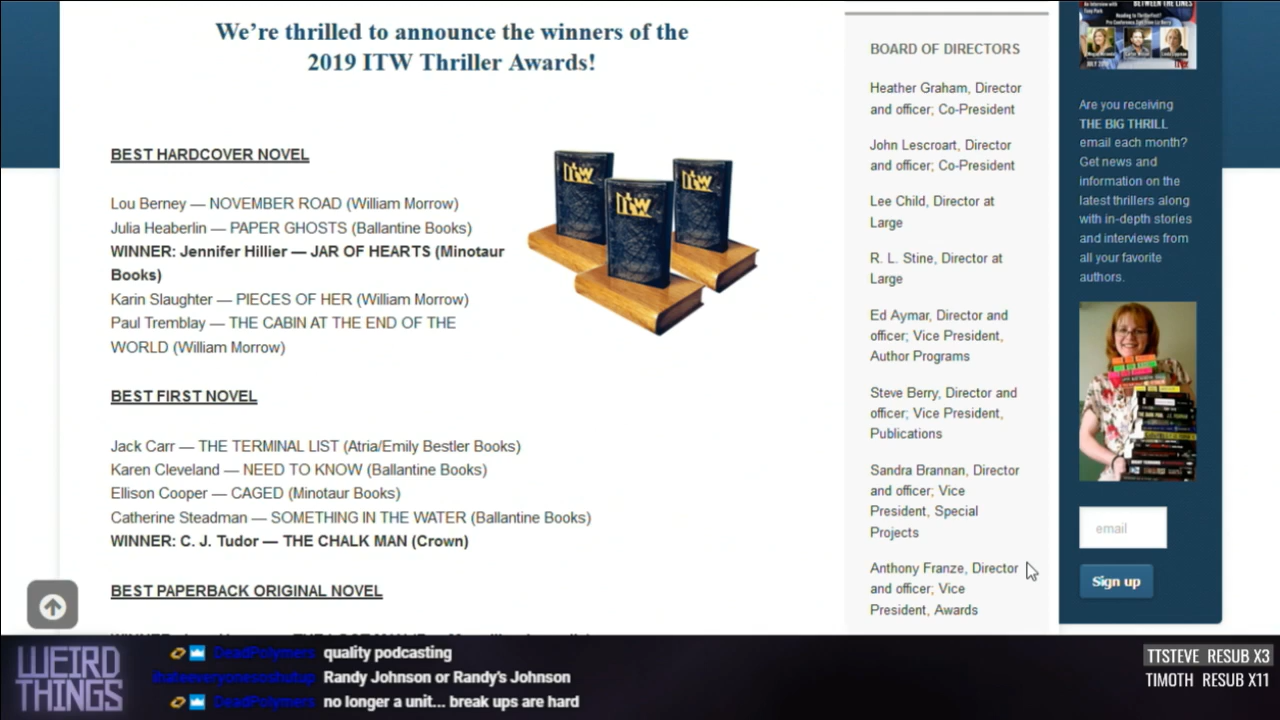 We're thrilled to announce the winners of the
2019 ITW Thriller Awards!
BEST HARDCOVER NOVEL
Lou Berney — NOVEMBER ROAD (William Morrow)
Julia Heaberlin — PAPER GHOSTS (Ballantine Books)
WINNER: Jennifer Hillier — JAR OF HEARTS (Minotaur
Books)
Karin Slaughter — PIECES OF HER (William Morrow)
Paul Tremblay — THE CABIN AT THE END OF THE
WORLD (William Morrow)
itw
itw
itw
BEST FIRST NOVEL
Jack Carr — THE TERMINAL LIST (Atria/Emily Bestler Books)
Karen Cleveland — NEED TO KNOW (Ballantine Books)
Ellison Cooper — CAGED (Minotaur Books)
Catherine Steadman — SOMETHING IN THE WATER (Ballantine Books)
WINNER: C. J. Tudor — THE CHALK MAN (Crown)
BEST PAPERBACK ORIGINAL NOVEL
BOARD OF DIRECTORS
Heather Graham, Director
and officer; Co-President
John Lescroart, Director
and officer; Co-President
Lee Child, Director at
Large
R. L. Stine, Director at
Large
Ed Aymar, Director and
officer; Vice President,
Author Programs
Steve Berry, Director and
officer; Vice President,
Publications
Sandra Brannan, Director
and officer; Vice
President, Special
Projects
Anthony Franze, Director
and officer; Vice
President, Awards
BETWEEN THE LINES
Are you receiving
THE BIG THRILL
email each month?
Get news and
information on the
latest thrillers along
with in-depth stories
and interviews from
all your favorite
authors.
email
Sign up
WEIRD
THINGS
DeadPolymers quality podcasting
ihateeveryonesoshutup Randy Johnson or Randy's Johnson
DeadPolymers no longer a unit... break ups are hard
TTSTEVE RESUB X3
TIMOTH RESUB X11